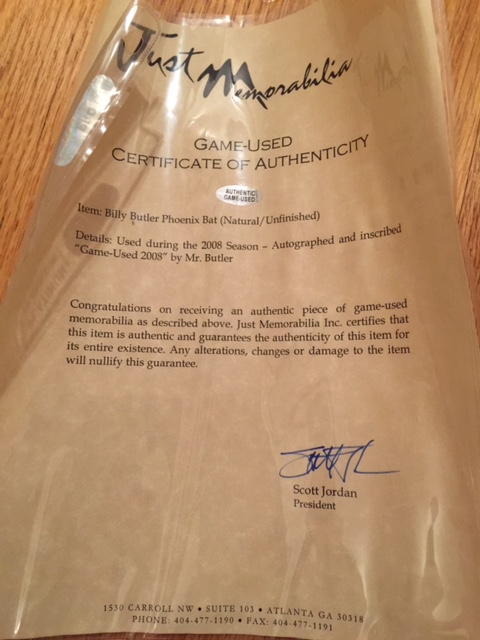 Just Memorabilia
GAME-USED
CERTIFICATE OF AUTHENTICITY
AUTHENTIC
GAME-USED
Item: Billy Butler Phoenix Bat (Natural/Unfinished)
Details: Used during the 2008 Season – Autographed and inscribed
"Game-Used 2008" by Mr. Butler
Congratulations on receiving an authentic piece of game-used
memorabilia as described above. Just Memorabilia Inc. certifies that
this item is authentic and guarantees the authenticity of this item for
its entire existence. Any alterations, changes or damage to the item
will nullify this guarantee.
Scott Jordan
President
1530 CARROLL NW • SUITE 103 • ATLANTA GA 30318
PHONE: 404-477-1190 • FAX: 404-477-1191